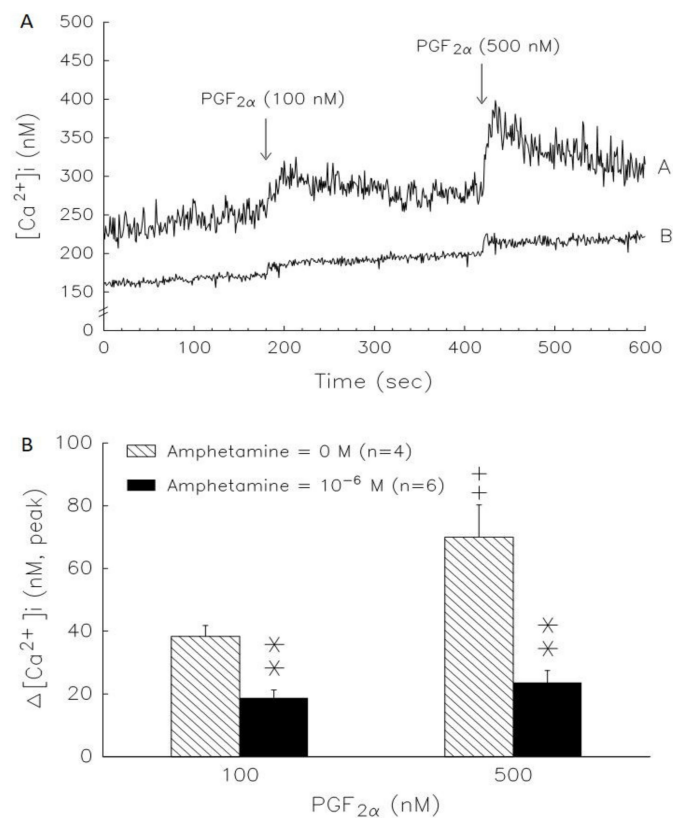 A
500
450
400
350
300
250
200
150
0
[Ca²⁺]i (nM)
PGF₂α (100 nM)
PGF₂α (500 nM)
A
B
0 100 200 300 400 500 600
Time (sec)
B
100
80
60
40
20
0
△[Ca²⁺]i (nM, peak)
Amphetamine = 0 M (n=4)
Amphetamine = 10⁻⁶ M (n=6)
+
+
*
*
*
*
100 500
PGF₂α (nM)